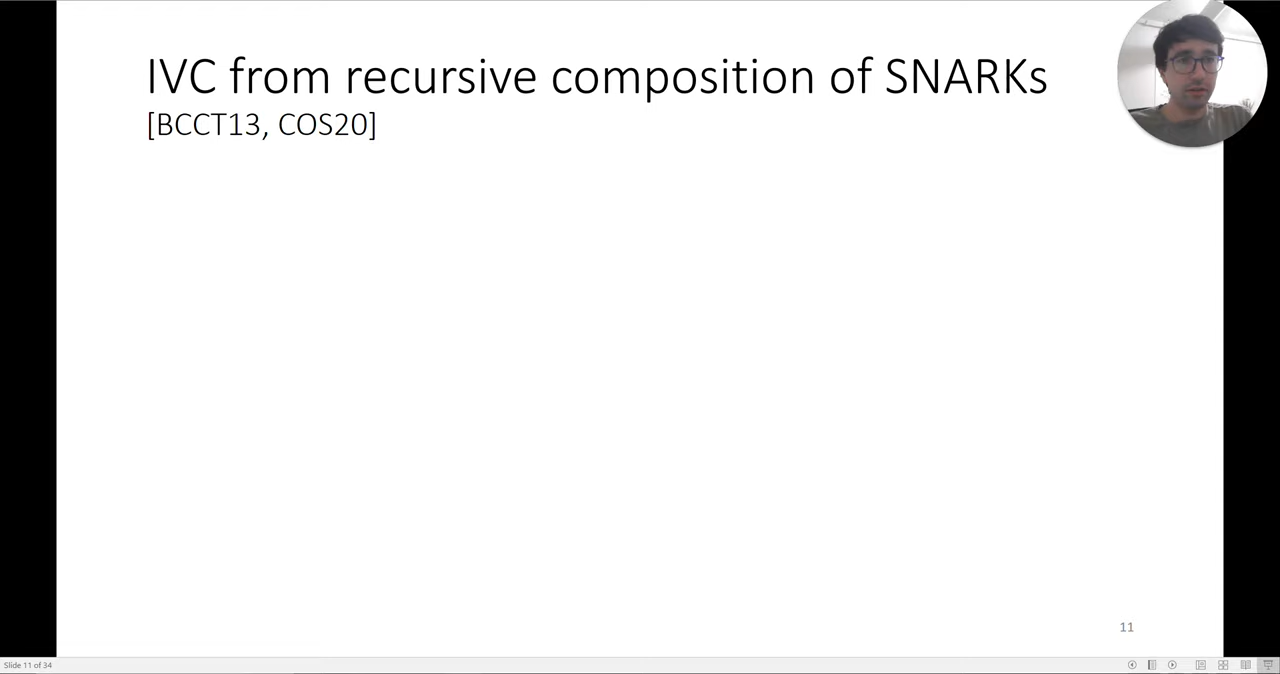 IVC from recursive composition of SNARKs
[BCCT13, COS20]
11
Slide 11 of 34